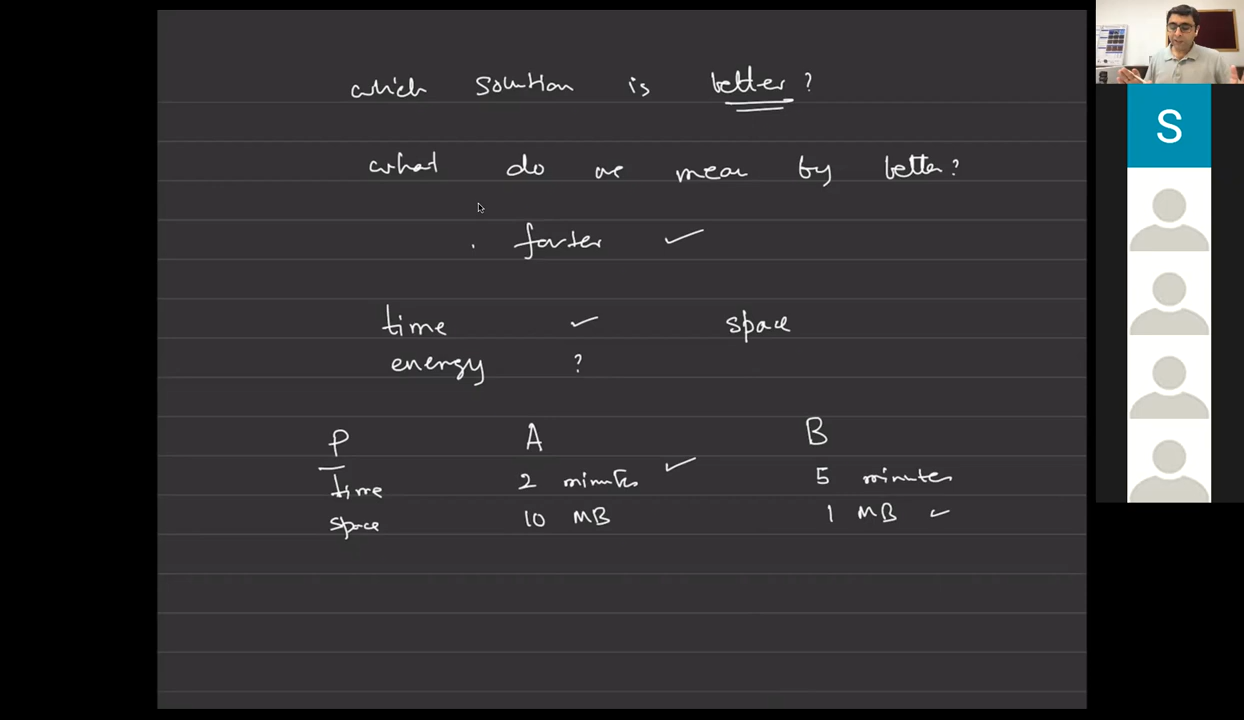 which solution is better?
what do we mean by better?
. faster ✓
time ✓ space
energy ?
P A B
time 2 minutes ✓ 5 minutes
space 10 MB 1 MB ✓
S